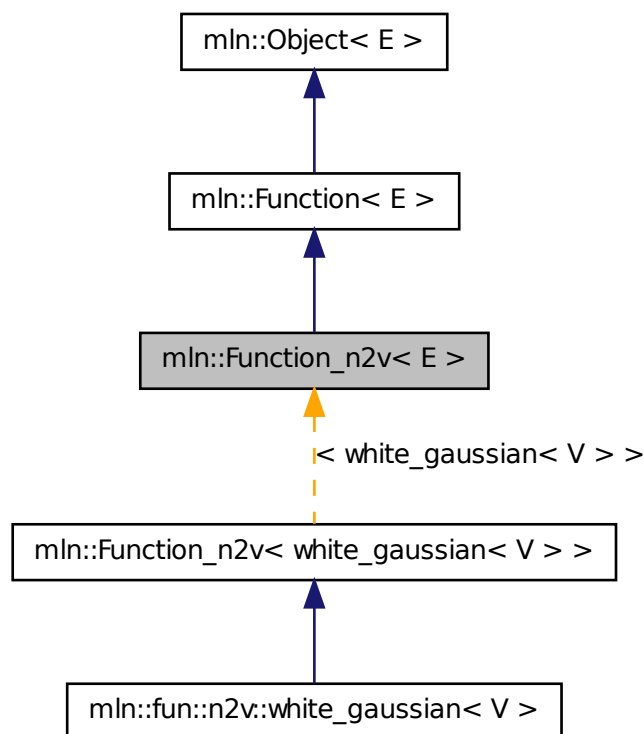 mln::Object< E >
mln::Function< E >
mln::Function_n2v< E >
< white_gaussian< V > >
mln::Function_n2v< white_gaussian< V > >
mln::fun::n2v::white_gaussian< V >